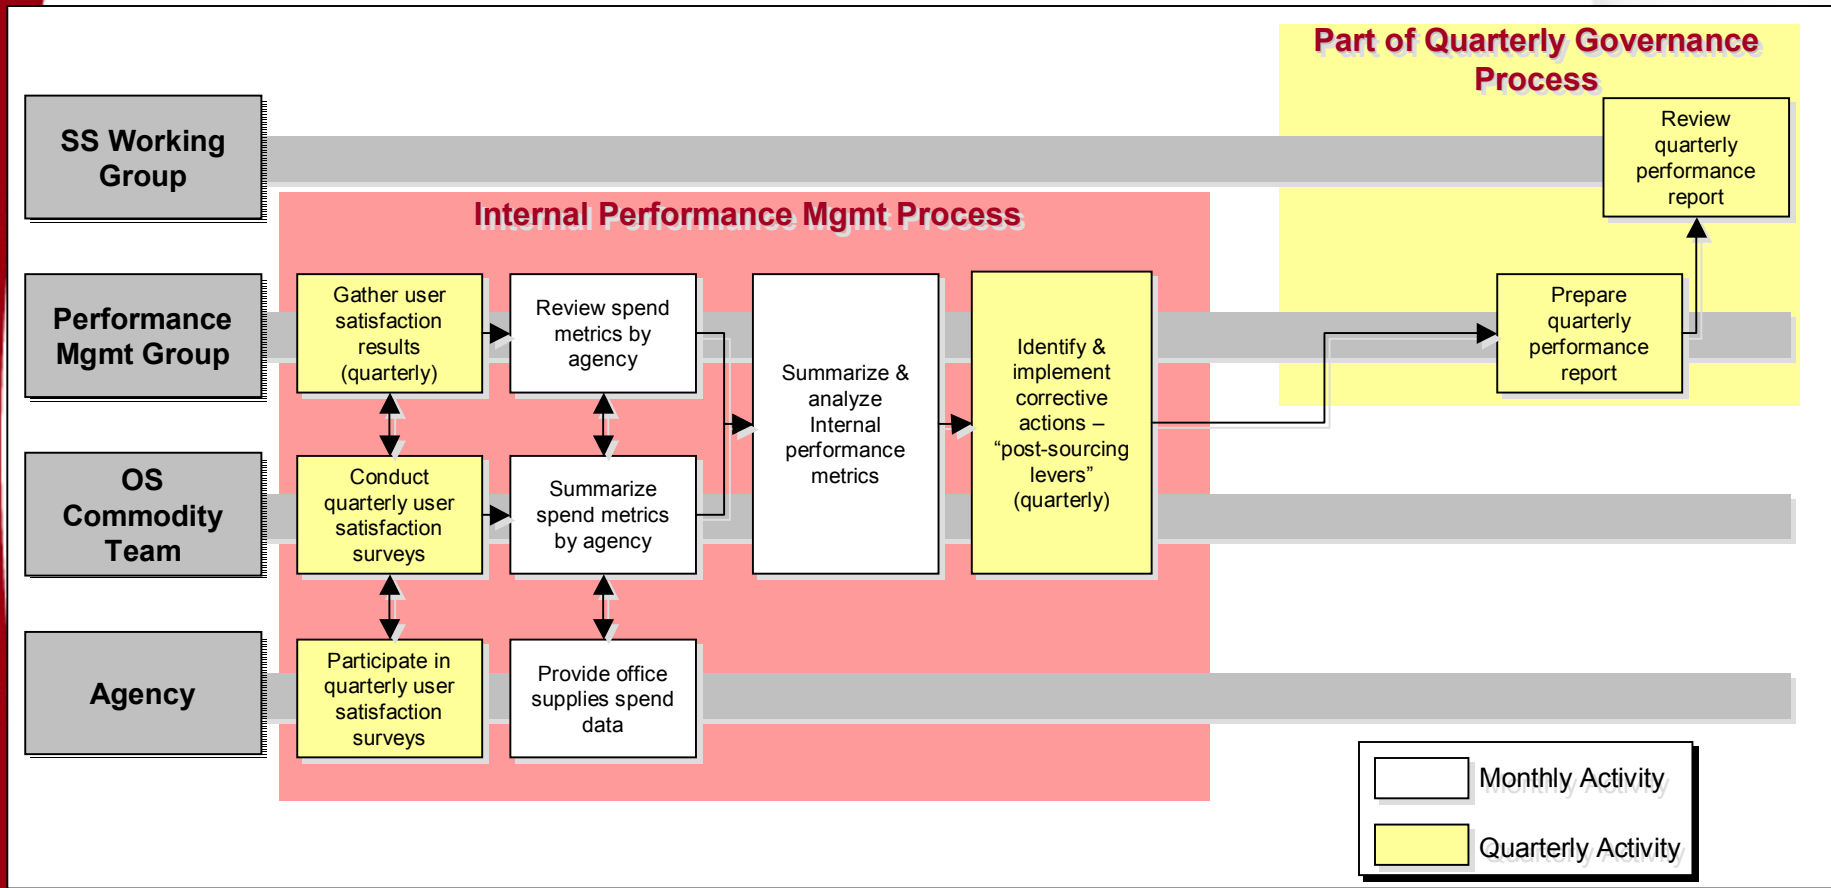 Part of Quarterly Governance
Process
SS Working
Group
Review
quarterly
performance
report
Internal Performance Mgmt Process
Performance
Mgmt Group
Gather user
satisfaction
results
(quarterly)
Review spend
metrics by
agency
Summarize &
analyze
Internal
performance
metrics
Identify &
implement
corrective
actions –
“post-sourcing
levers”
(quarterly)
Prepare
quarterly
performance
report
OS
Commodity
Team
Conduct
quarterly user
satisfaction
surveys
Summarize
spend metrics
by agency
Agency
Participate in
quarterly user
satisfaction
surveys
Provide office
supplies spend
data
Monthly Activity
Quarterly Activity